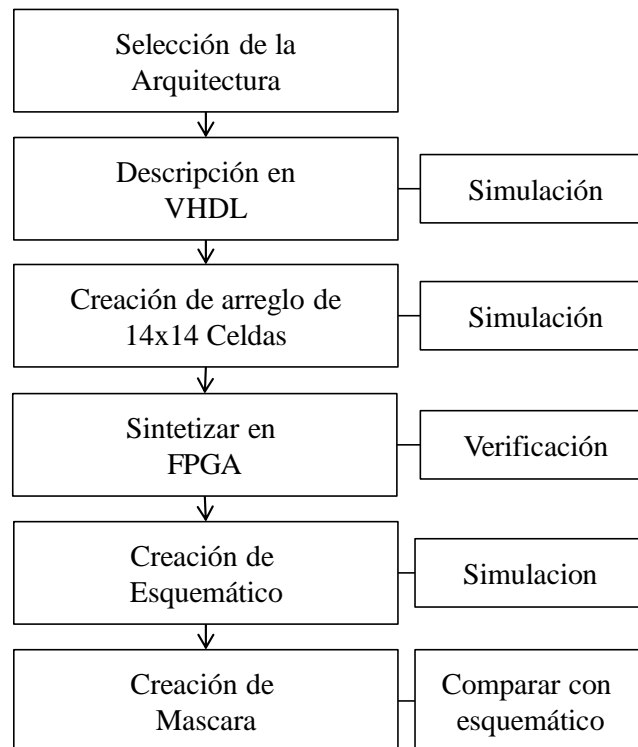 Selección de la
Arquitectura
Descripción en
VHDL
Simulación
Creación de arreglo de
14x14 Celdas
Simulación
Sintetizar en
FPGA
Verificación
Creación de
Esquemático
Simulacion
Creación de
Mascara
Comparar con
esquemático